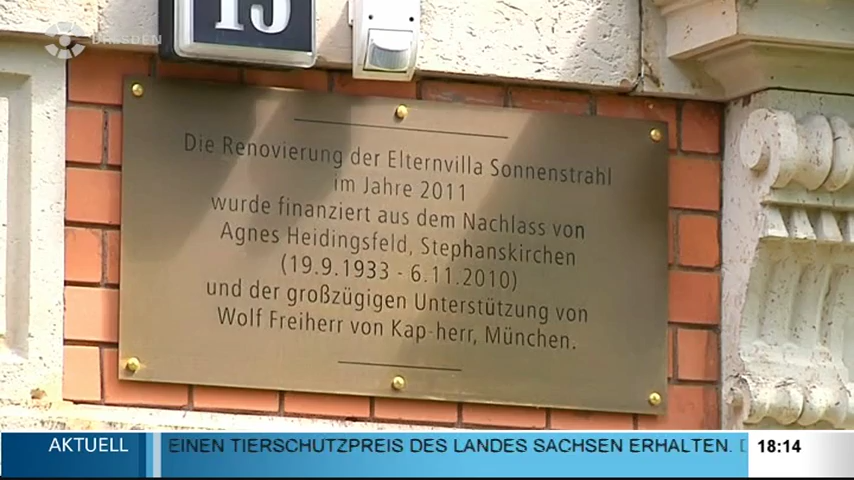 DRESDEN
15
Die Renovierung der Elternvilla Sonnenstrahl
im Jahre 2011
wurde finanziert aus dem Nachlass von
Agnes Heidingsfeld, Stephanskirchen
(19.9.1933 - 6.11.2010)
und der großzügigen Unterstützung von
Wolf Freiherr von Kap-herr, München.
AKTUELL EINEN TIERSCHUTZPREIS DES LANDES SACHSEN ERHALTEN. 18:14